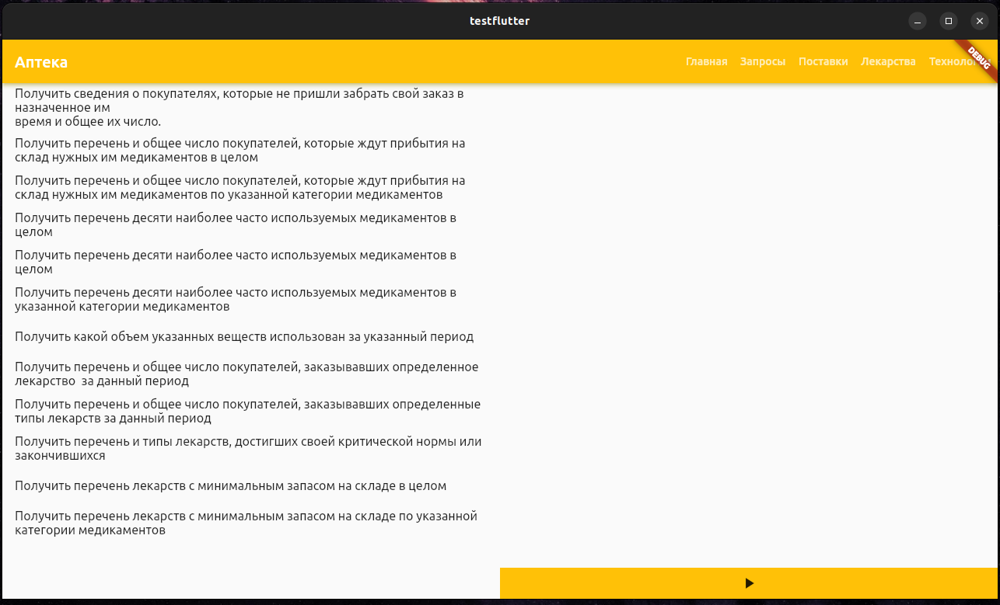 testflutter
Аптека
Главная Запросы Поставки Лекарства
DEBUG
Получить сведения о покупателях, которые не пришли забрать свой заказ в
назначенное им
время и общее их число.
Получить перечень и общее число покупателей, которые ждут прибытия на
склад нужных им медикаментов в целом
Получить перечень и общее число покупателей, которые ждут прибытия на
склад нужных им медикаментов по указанной категории медикаментов
Получить перечень десяти наиболее часто используемых медикаментов в
целом
Получить перечень десяти наиболее часто используемых медикаментов в
целом
Получить перечень десяти наиболее часто используемых медикаментов в
указанной категории медикаментов
Получить какой объем указанных веществ использован за указанный период
Получить перечень и общее число покупателей, заказывавших определенное
лекарство  за данный период
Получить перечень и общее число покупателей, заказывавших определенные
типы лекарств за данный период
Получить перечень и типы лекарств, достигших своей критической нормы или
закончившихся
Получить перечень лекарств с минимальным запасом на складе в целом
Получить перечень лекарств с минимальным запасом на складе по указанной
категории медикаментов